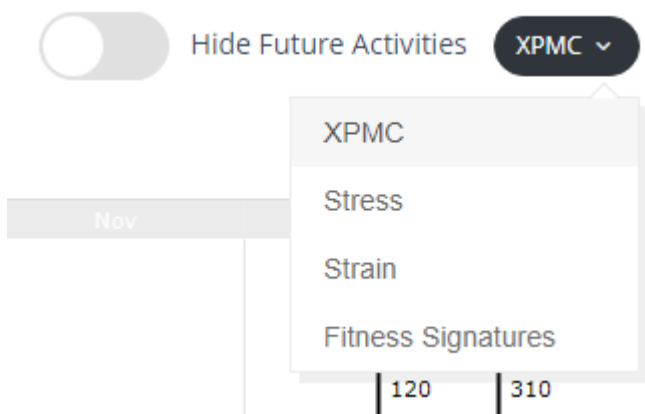 Hide Future Activities
XPMC
XPMC
Stress
Nov
Strain
Fitness Signatures
120
310